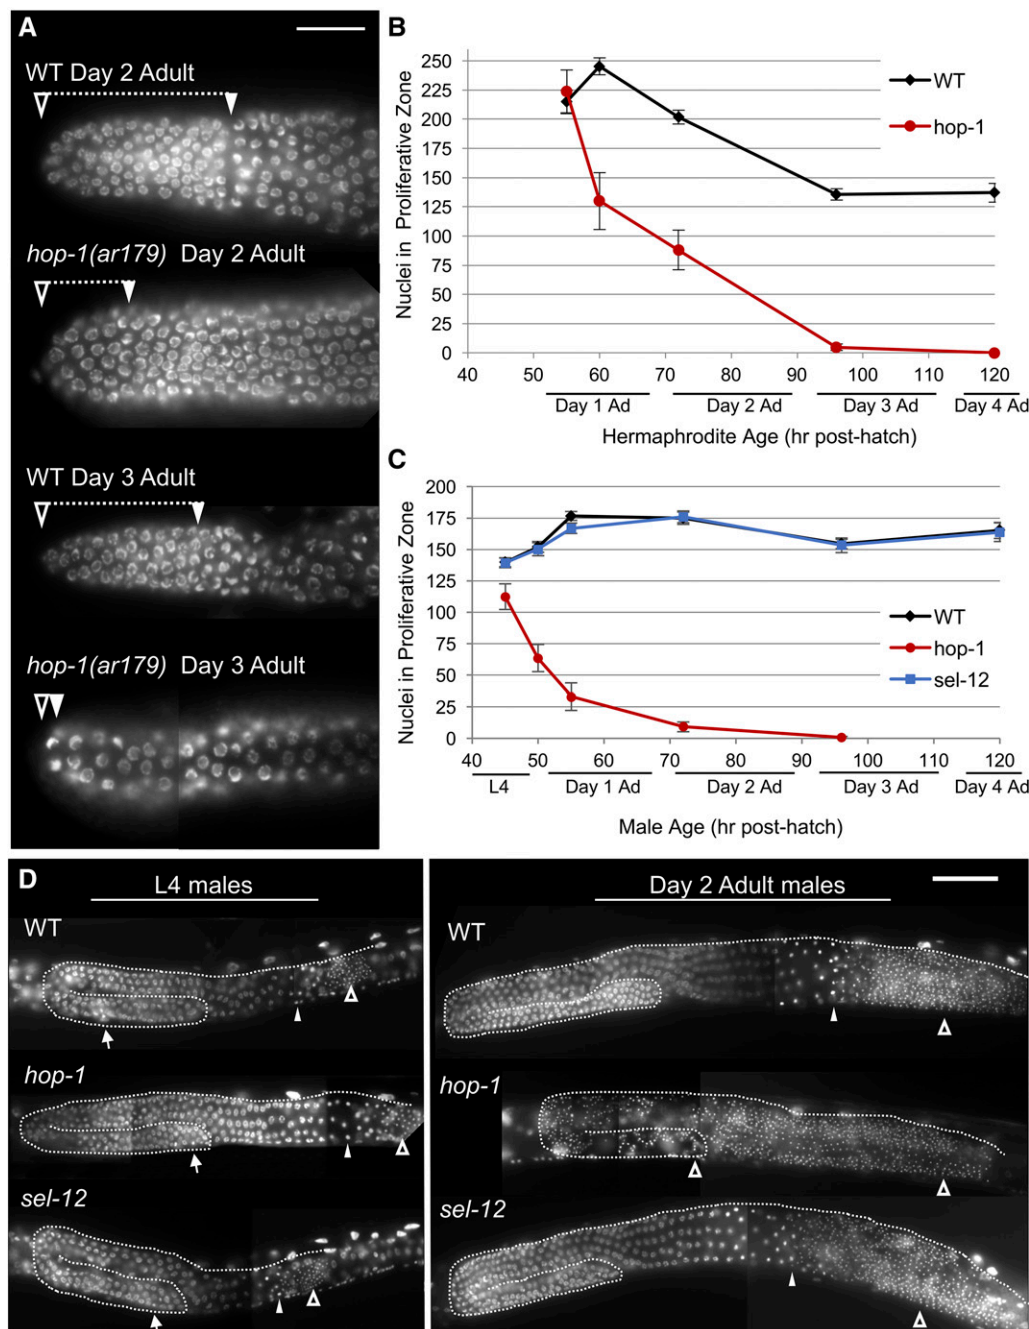 A
WT Day 2 Adult
hop-1(ar179) Day 2 Adult
WT Day 3 Adult
hop-1(ar179) Day 3 Adult
B
Nuclei in Proliferative Zone
250
225
200
175
150
125
100
75
50
25
0
40 50 60 70 80 90 100 110 120
Day 1 Ad Day 2 Ad Day 3 Ad Day 4 Ad
Hermaphrodite Age (hr post-hatch)
WT
hop-1
C
Nuclei in Proliferative Zone
200
175
150
125
100
75
50
25
0
40 50 60 70 80 90 100 110 120
L4 Day 1 Ad Day 2 Ad Day 3 Ad Day 4 Ad
Male Age (hr post-hatch)
WT
hop-1
sel-12
D
L4 males
WT
hop-1
sel-12
Day 2 Adult males
WT
hop-1
sel-12